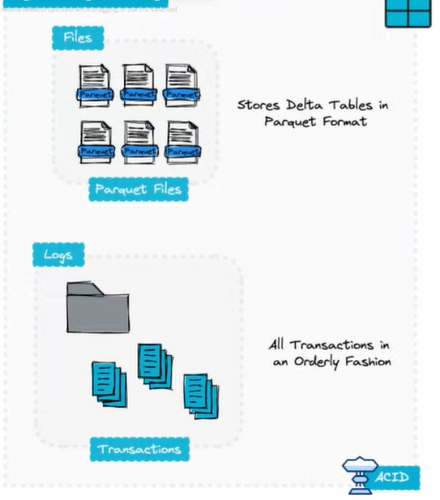 Files
Parquet Parquet Parquet
Stores Delta Tables in
Parquet Format
Parquet Parquet Parquet
Parquet Files
Logs
All Transactions in
an Orderly Fashion
Transactions
ACID